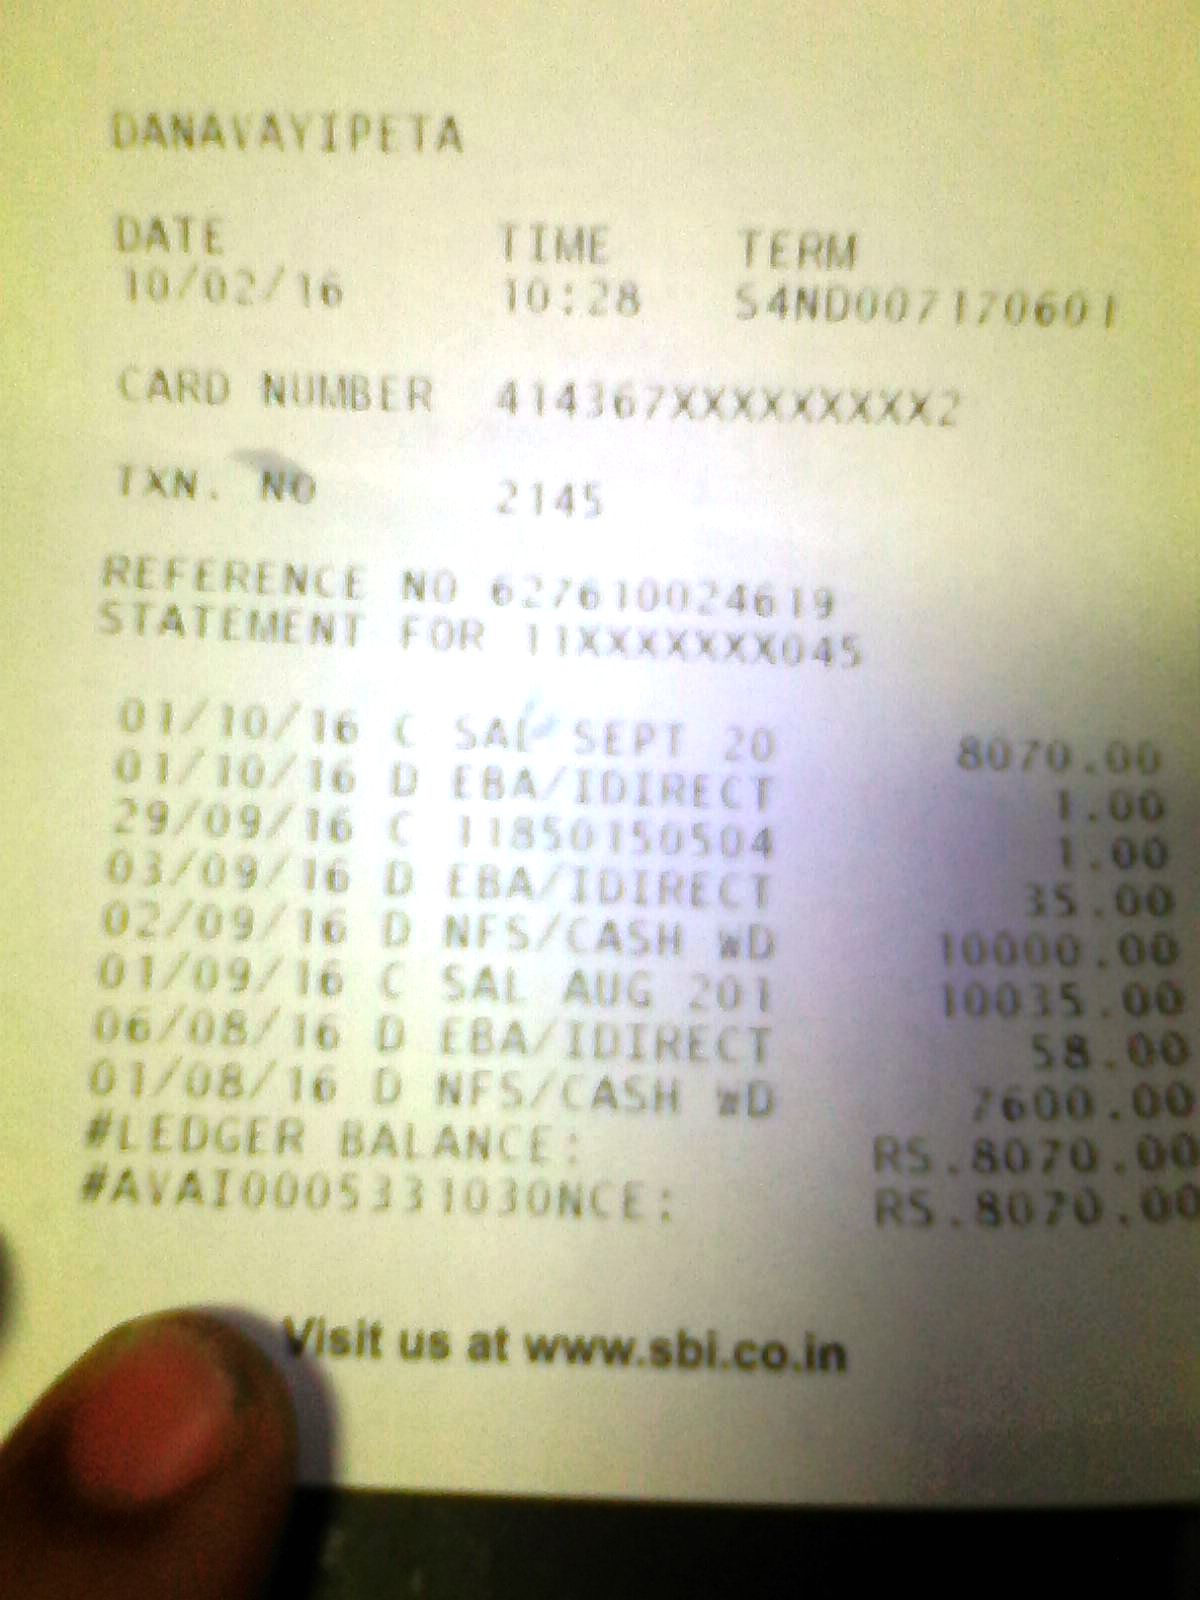 DANAVAYIPETA
DATE TIME TERM
10/02/16 10:28 S4ND007170601
CARD NUMBER 414367XXXXXXXXX2
TXN. NO 2145
REFERENCE NO 627610024619
STATEMENT FOR 11XXXXXXX045
01/10/16 C SAL SEPT 20 8070.00
01/10/16 D EBA/IDIRECT 1.00
29/09/16 C 11850150504 1.00
03/09/16 D EBA/IDIRECT 35.00
02/09/16 D NFS/CASH WD 10000.00
01/09/16 C SAL AUG 201 10035.00
06/08/16 D EBA/IDIRECT 58.00
01/08/16 D NFS/CASH WD 7600.00
#LEDGER BALANCE: RS.8070.00
#AVAI0005331030NCE: RS.8070.00
Visit us at www.sbi.co.in